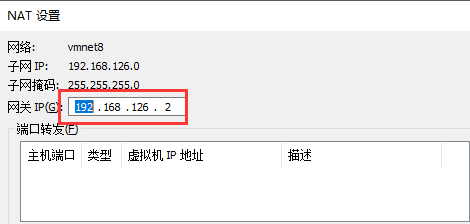 NAT 设置
网络: vmnet8
子网 IP: 192.168.126.0
子网掩码: 255.255.255.0
网关 IP(G): 192 . 168 . 126 . 2
端口转发(F)
主机端口 类型 虚拟机 IP 地址 描述